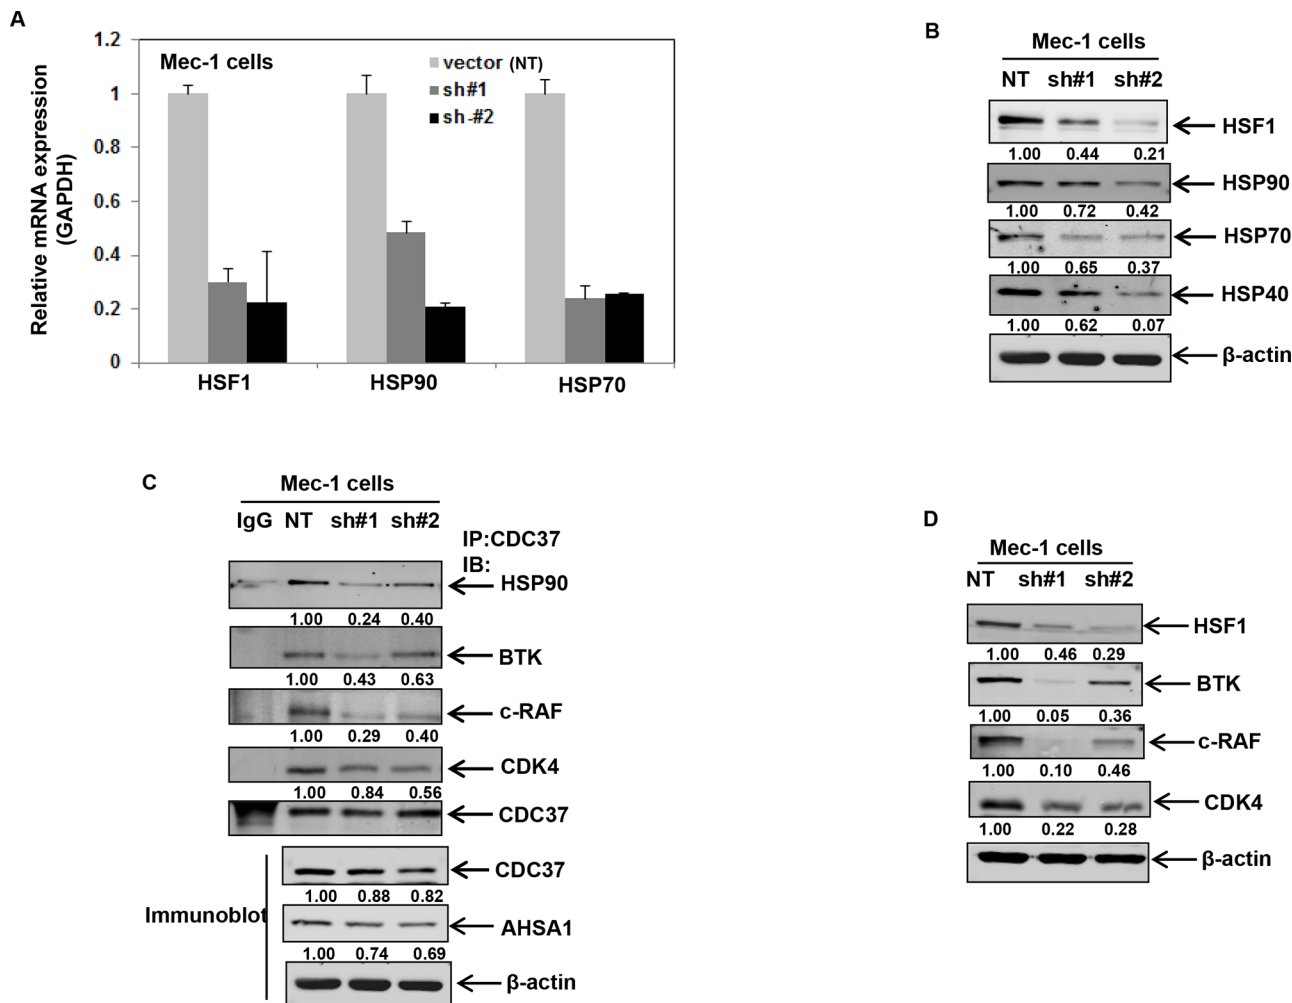 A
1.2
1
0.8
0.6
0.4
0.2
0
Relative mRNA expression
(GAPDH)
Mec-1 cells
vector (NT)
sh#1
sh-#2
HSF1 HSP90 HSP70
B
Mec-1 cells
NT sh#1 sh#2
HSF1
1.00 0.44 0.21
HSP90
1.00 0.72 0.42
HSP70
1.00 0.65 0.37
HSP40
1.00 0.62 0.07
β-actin
C
Mec-1 cells
IgG NT sh#1 sh#2
IP:CDC37
IB:
HSP90
1.00 0.24 0.40
BTK
1.00 0.43 0.63
c-RAF
1.00 0.29 0.40
CDK4
1.00 0.84 0.56
CDC37
Immunoblot
CDC37
1.00 0.88 0.82
AHSA1
1.00 0.74 0.69
β-actin
D
Mec-1 cells
NT sh#1 sh#2
HSF1
1.00 0.46 0.29
BTK
1.00 0.05 0.36
c-RAF
1.00 0.10 0.46
CDK4
1.00 0.22 0.28
β-actin